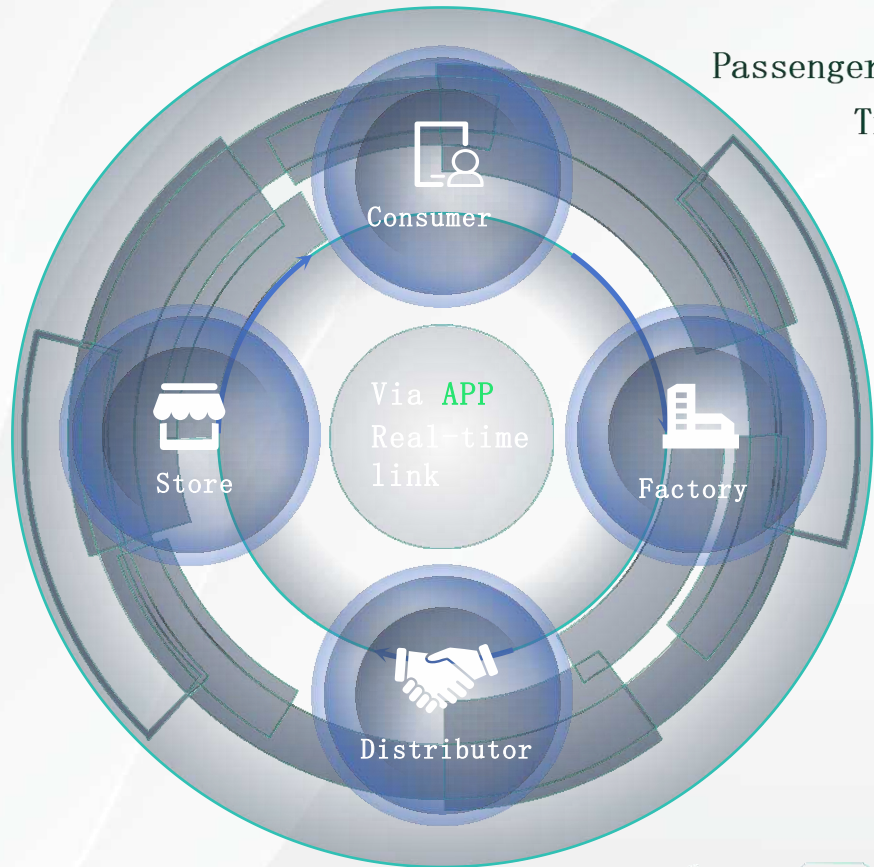 Passenger
Consumer
Via APP
Real-time
link
Store
Factory
Distributor